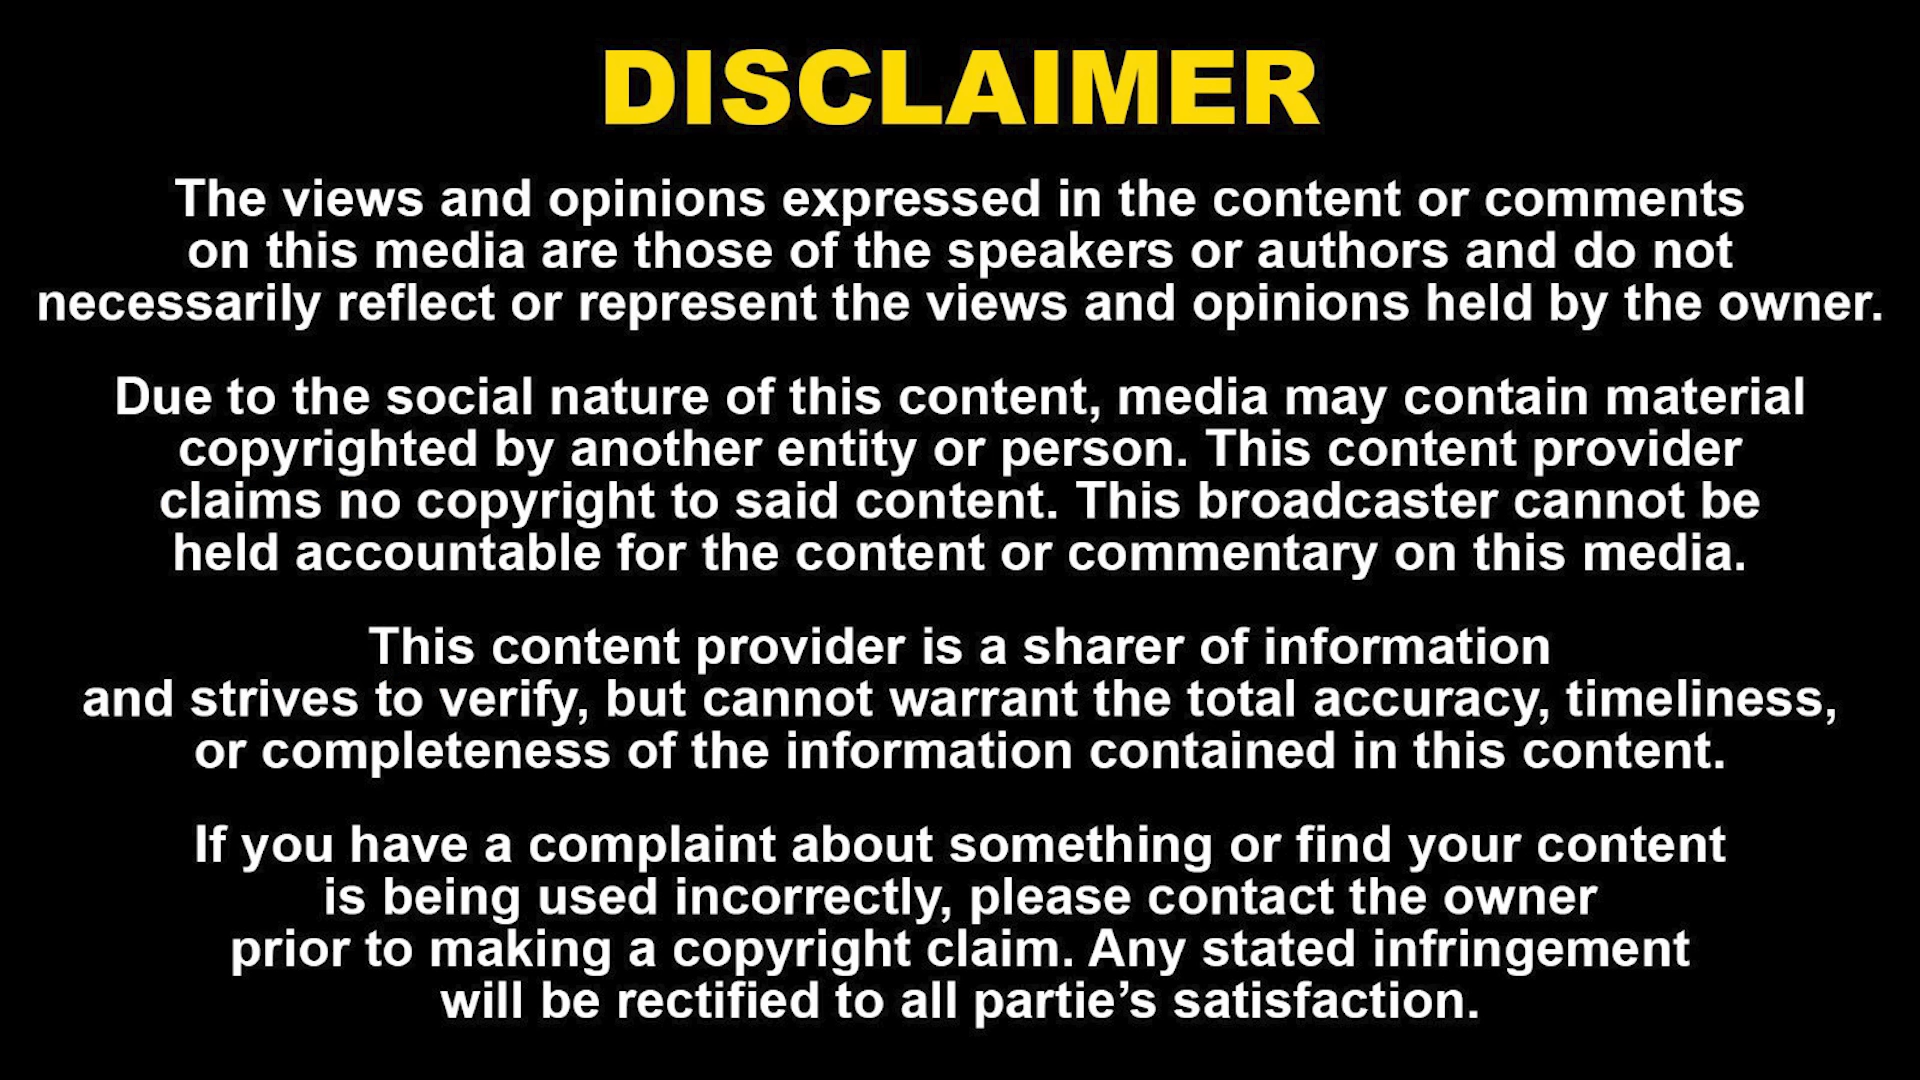 DISCLAIMER
The views and opinions expressed in the content or comments
on this media are those of the speakers or authors and do not
necessarily reflect or represent the views and opinions held by the owner.
Due to the social nature of this content, media may contain material
copyrighted by another entity or person. This content provider
claims no copyright to said content. This broadcaster cannot be
held accountable for the content or commentary on this media.
This content provider is a sharer of information
and strives to verify, but cannot warrant the total accuracy, timeliness,
or completeness of the information contained in this content.
If you have a complaint about something or find your content
is being used incorrectly, please contact the owner
prior to making a copyright claim. Any stated infringement
will be rectified to all partie’s satisfaction.